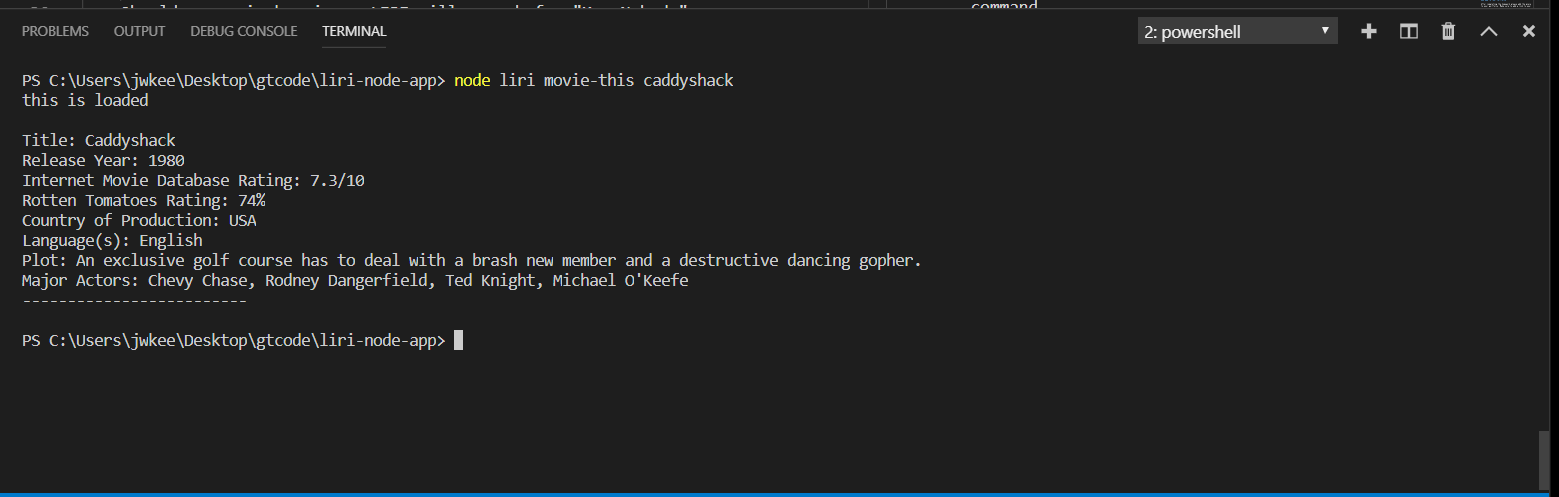 command
PROBLEMS OUTPUT DEBUG CONSOLE TERMINAL 2: powershell
PS C:\Users\jwkee\Desktop\gtcode\liri-node-app> node liri movie-this caddyshack
this is loaded
Title: Caddyshack
Release Year: 1980
Internet Movie Database Rating: 7.3/10
Rotten Tomatoes Rating: 74%
Country of Production: USA
Language(s): English
Plot: An exclusive golf course has to deal with a brash new member and a destructive dancing gopher.
Major Actors: Chevy Chase, Rodney Dangerfield, Ted Knight, Michael O'Keefe
-------------------------
PS C:\Users\jwkee\Desktop\gtcode\liri-node-app>